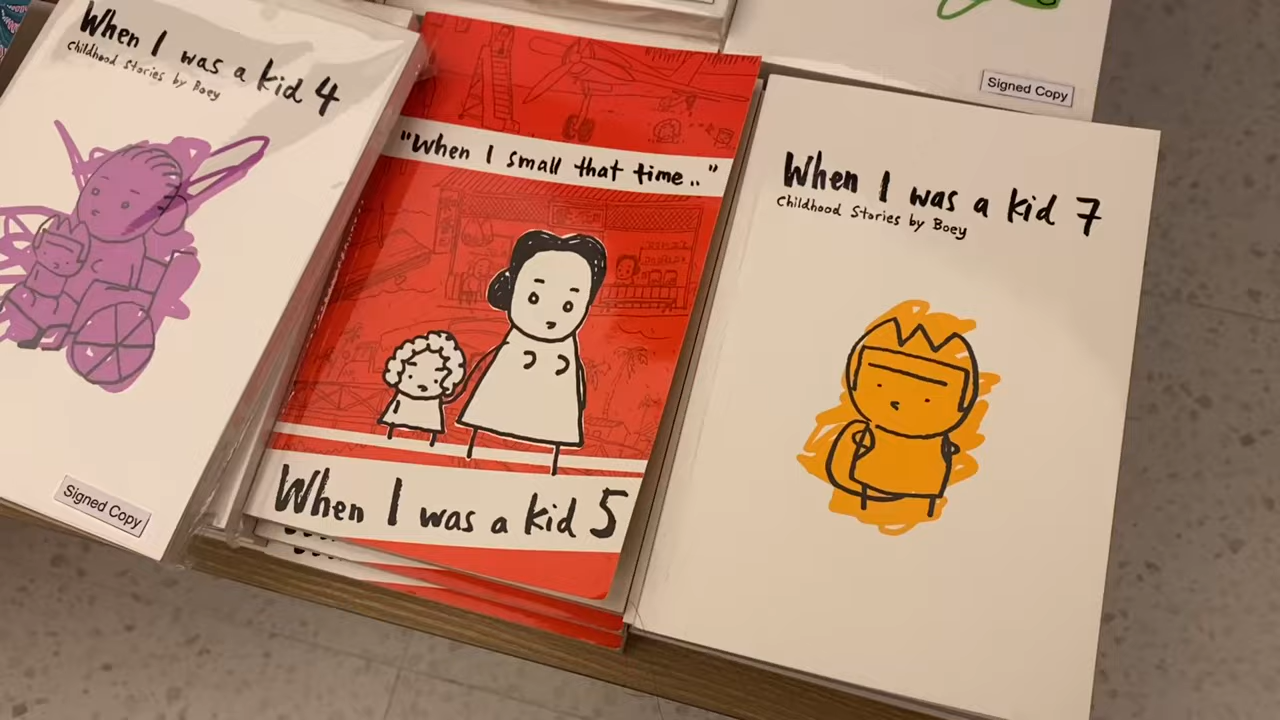 When I was a kid 4
Childhood Stories by Boey
Signed Copy
"When I small that time.."
When I was a kid 5
Signed Copy
When I was a kid 7
Childhood Stories by Boey